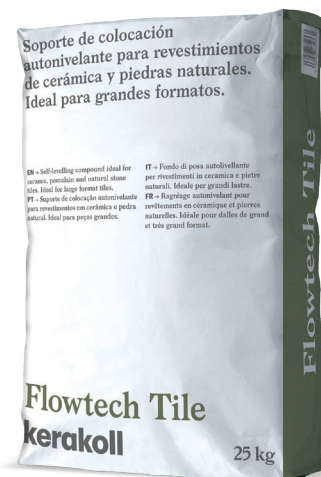 Soporte de colocación
autonivelante para revestimientos
de cerámica y piedras naturales.
Ideal para grandes formatos.
EN → Self-levelling compound ideal for
ceramic, porcelain and natural stone
tiles. Ideal for large format tiles.
PT → Suporte de colocação autonivelante
para revestimentos em cerâmica e pedra
natural. Ideal para peças grandes.
IT → Fondo di posa autolivellante
per rivestimenti in ceramica e pietre
naturali. Ideale per grandi lastre.
FR → Ragréage autonivelant pour
revêtements en céramique et pierres
naturelles. Idéale pour dalles de grand
et très grand format.
Flowtech Tile
kerakoll
25 kg
Flowtech Tile